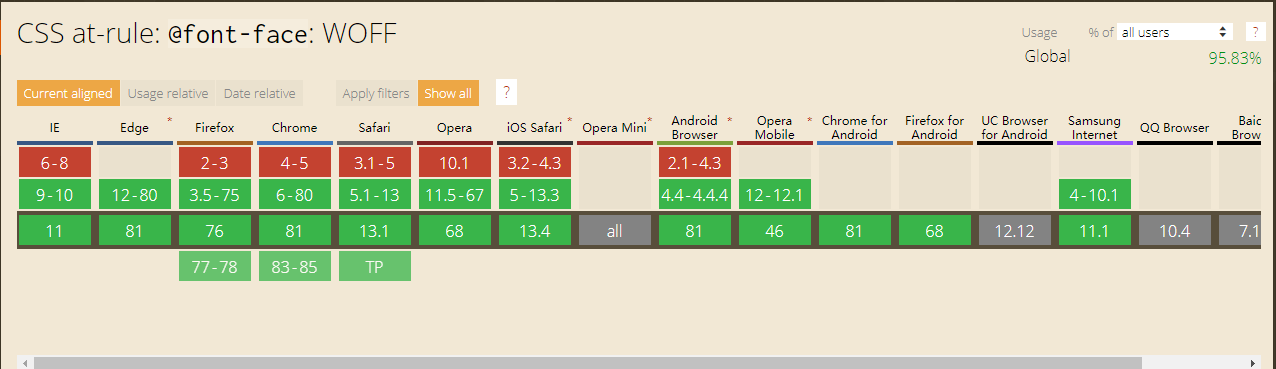 CSS at-rule: @font-face: WOFF
Usage % of all users ?
Global 95.83%
Current aligned Usage relative Date relative Apply filters Show all ?
IE Edge * Firefox Chrome Safari Opera iOS Safari * Opera Mini * Android Browser * Opera Mobile * Chrome for Android Firefox for Android UC Browser for Android Samsung Internet QQ Browser
6-8 2-3 4-5 3.1-5 10.1 3.2-4.3 2.1-4.3
9-10 12-80 3.5-75 6-80 5.1-13 11.5-67 5-13.3 4.4-4.4.4 12-12.1 4-10.1
11 81 76 81 13.1 68 13.4 all 81 46 81 68 12.12 11.1 10.4 7.1
77-78 83-85 TP